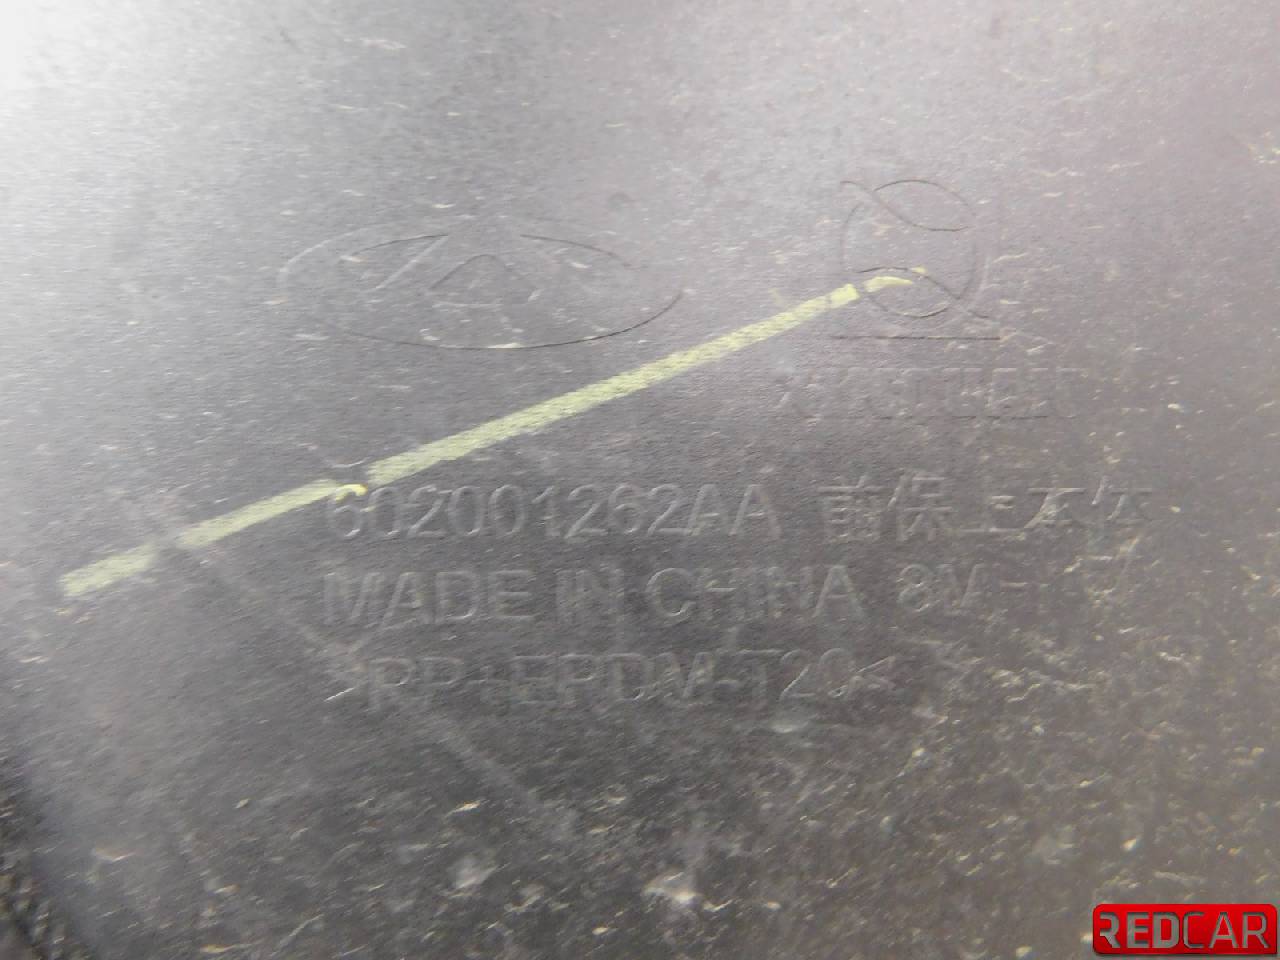 602001262AA 前保上本体
MADE IN CHINA
>PP+EPDM-T20<
REDCAR